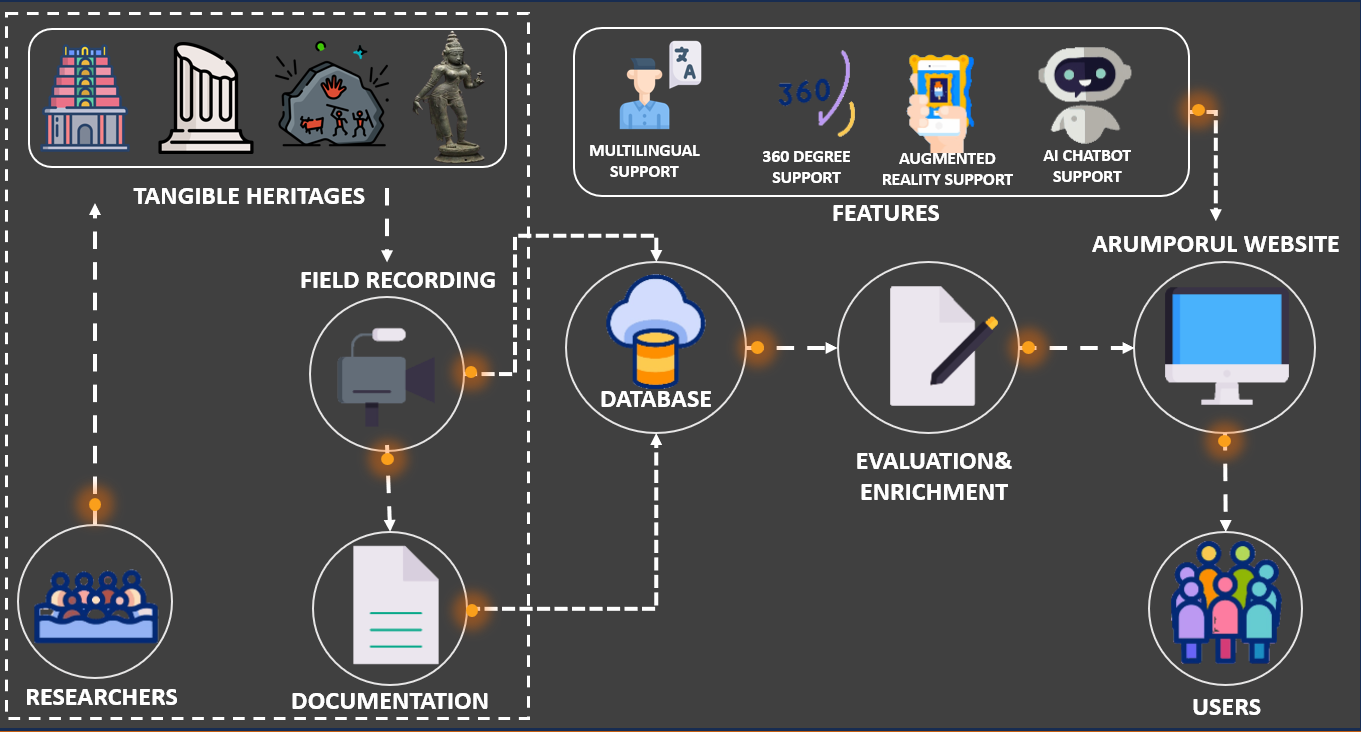 TANGIBLE HERITAGES
FIELD RECORDING
RESEARCHERS
DOCUMENTATION
文
A
360
MULTILINGUAL
SUPPORT
360 DEGREE
SUPPORT
AUGMENTED
REALITY SUPPORT
AI CHATBOT
SUPPORT
FEATURES
DATABASE
EVALUATION&
ENRICHMENT
ARUMPORUL WEBSITE
USERS